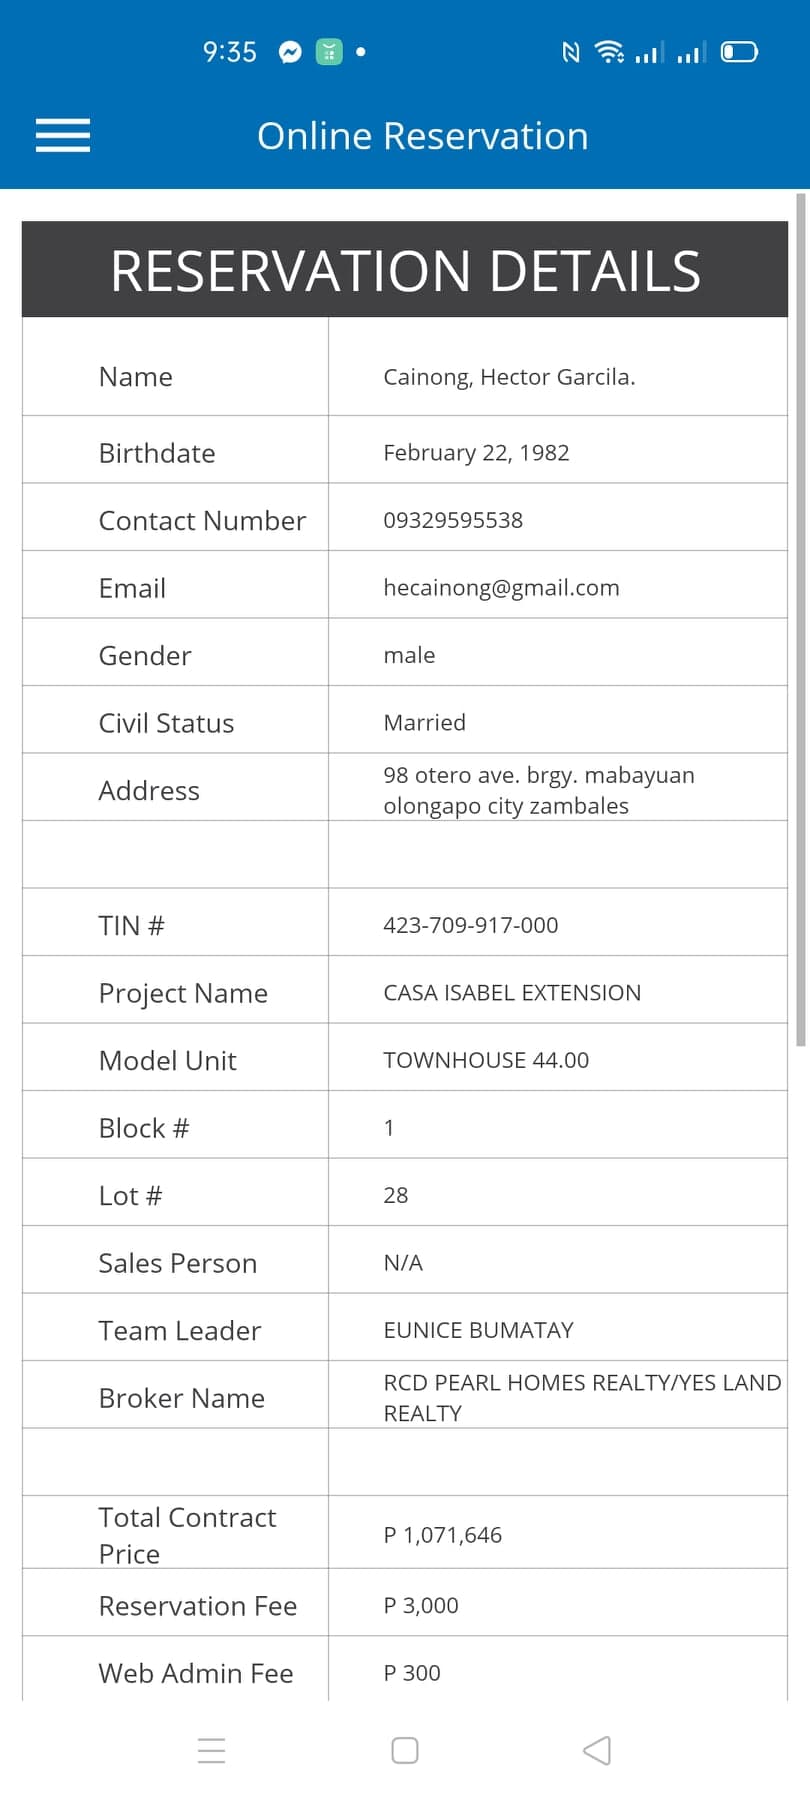 9:35
Online Reservation
RESERVATION DETAILS
Name Cainong, Hector Garcila.
Birthdate February 22, 1982
Contact Number 09329595538
Email hecainong@gmail.com
Gender male
Civil Status Married
Address 98 otero ave. brgy. mabayuan
olongapo city zambales
TIN # 423-709-917-000
Project Name CASA ISABEL EXTENSION
Model Unit TOWNHOUSE 44.00
Block # 1
Lot # 28
Sales Person N/A
Team Leader EUNICE BUMATAY
Broker Name RCD PEARL HOMES REALTY/YES LAND
REALTY
Total Contract
Price P 1,071,646
Reservation Fee P 3,000
Web Admin Fee P 300